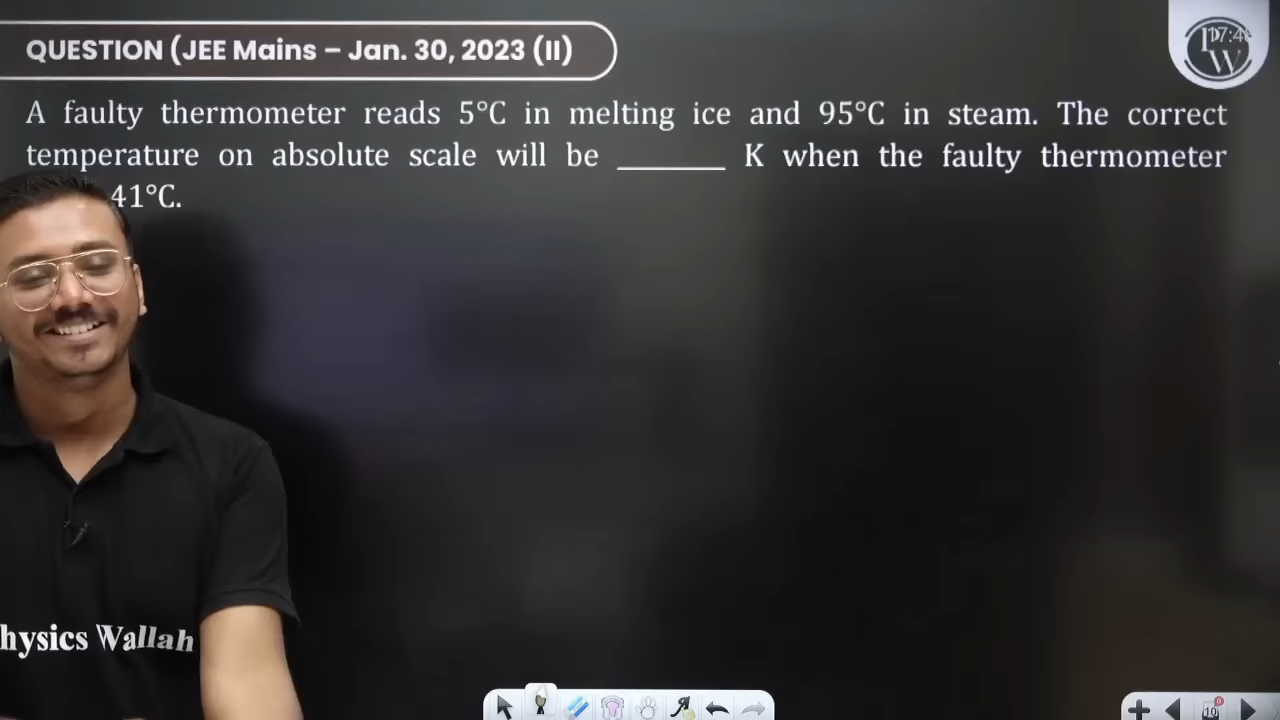 QUESTION (JEE Mains – Jan. 30, 2023 (II)
A faulty thermometer reads 5°C in melting ice and 95°C in steam. The correct
temperature on absolute scale will be _______ K when the faulty thermometer
41°C.
hysics Wallah
10